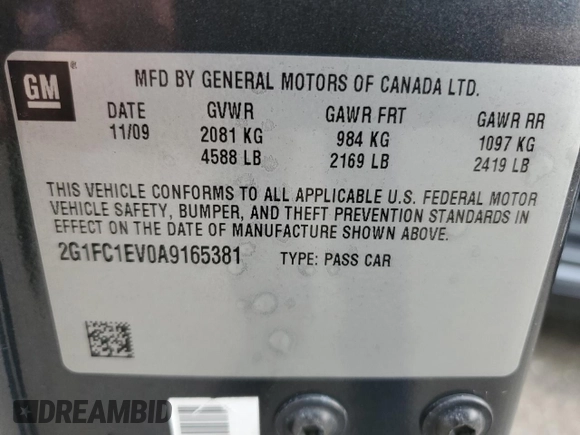 GM
MFD BY GENERAL MOTORS OF CANADA LTD.
DATE GVWR GAWR FRT GAWR RR
11/09 2081 KG 984 KG 1097 KG
4588 LB 2169 LB 2419 LB
THIS VEHICLE CONFORMS TO ALL APPLICABLE U.S. FEDERAL MOTOR
VEHICLE SAFETY, BUMPER, AND THEFT PREVENTION STANDARDS IN
EFFECT ON THE DATE OF MANUFACTURE SHOWN ABOVE.
2G1FC1EV0A9165381 TYPE: PASS CAR
DREAMBID